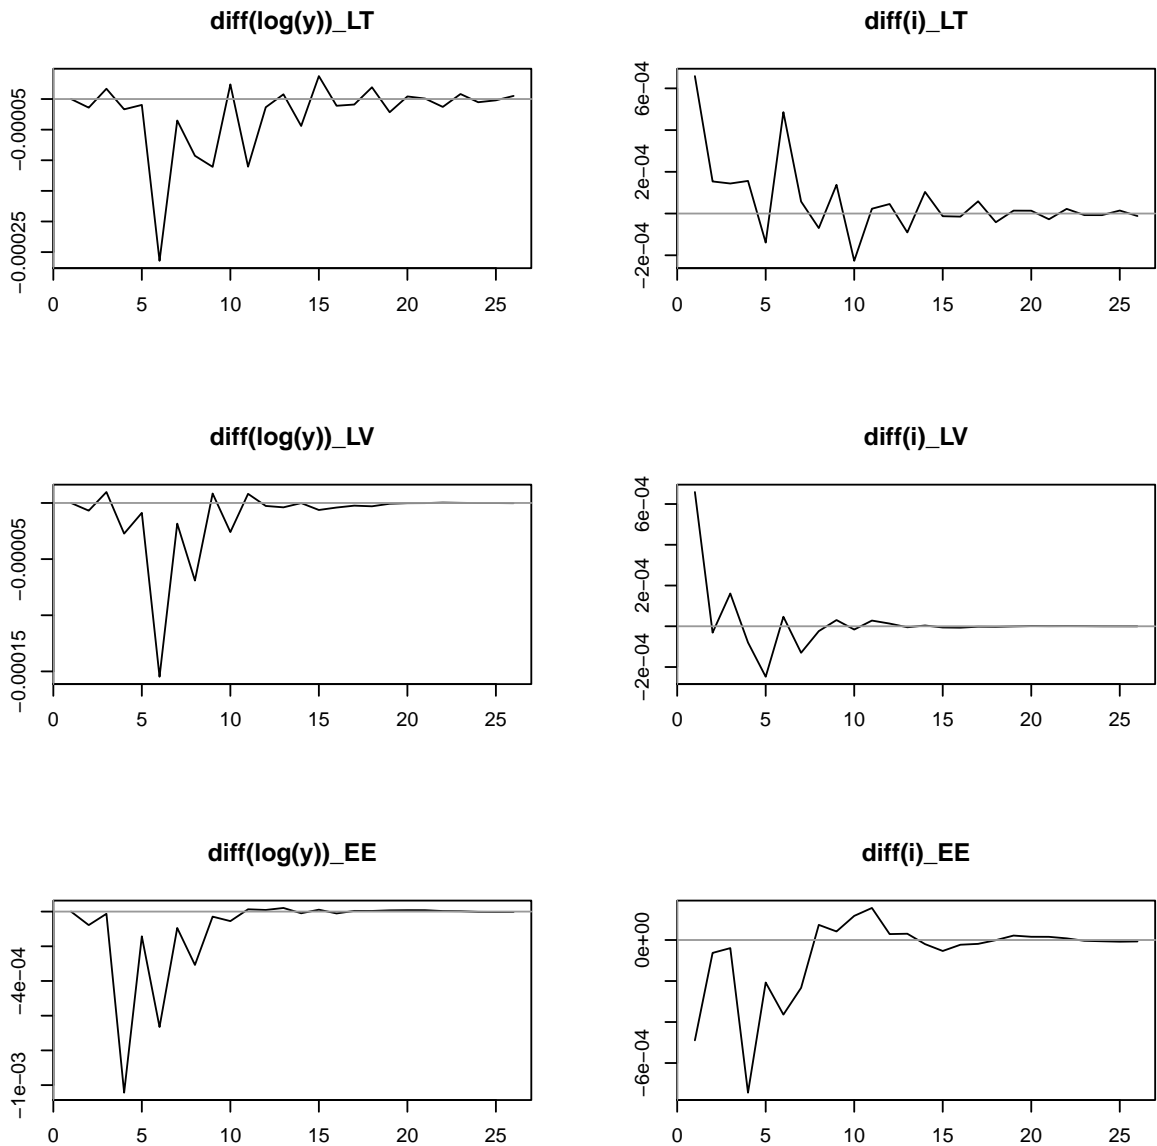 diff(log(y))_LT
−0.00005
−0.00025
0 5 10 15 20 25
diff(i)_LT
6e−04
2e−04
−2e−04
0 5 10 15 20 25
diff(log(y))_LV
−0.00005
−0.00015
0 5 10 15 20 25
diff(i)_LV
6e−04
2e−04
−2e−04
0 5 10 15 20 25
diff(log(y))_EE
−4e−04
−1e−03
0 5 10 15 20 25
diff(i)_EE
0e+00
−6e−04
0 5 10 15 20 25